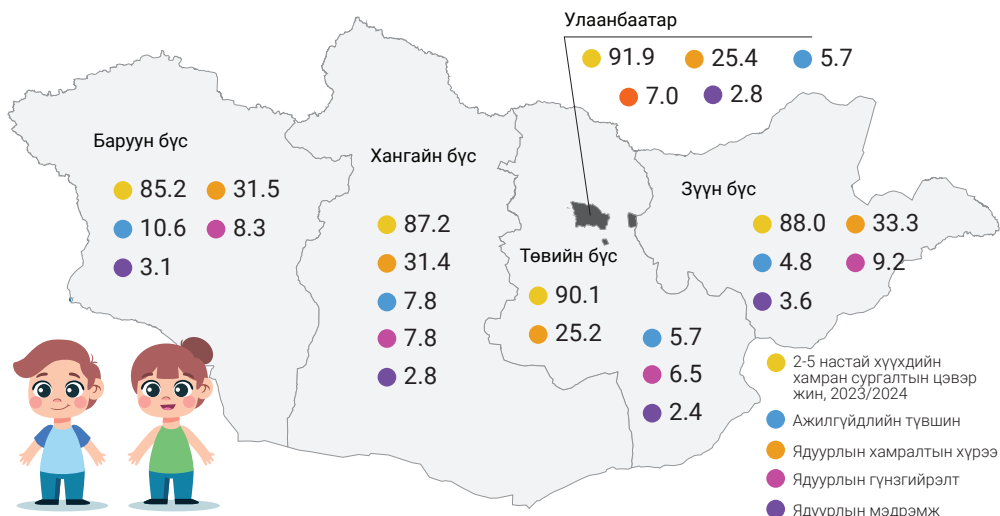 Улаанбаатар
91.9 25.4 5.7
7.0 2.8
Баруун бүс
85.2 31.5
10.6 8.3
3.1
Хангайн бүс
87.2
31.4
7.8
7.8
2.8
Төвийн бүс
90.1
25.2
5.7
6.5
2.4
Зүүн бүс
88.0 33.3
4.8 9.2
3.6
2-5 настай хүүхдийн
хамран сургалтын цэвэр
жин, 2023/2024
Ажилгүйдлийн түвшин
Ядуурлын хамралтын хүрээ
Ядуурлын гүнзгийрэлт
Ядуурлын мэдрэмж